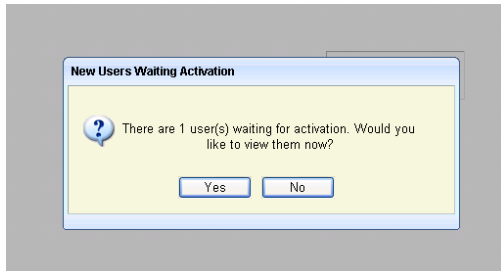 New Users Waiting Activation
There are 1 user(s) waiting for activation. Would you
like to view them now?
Yes No